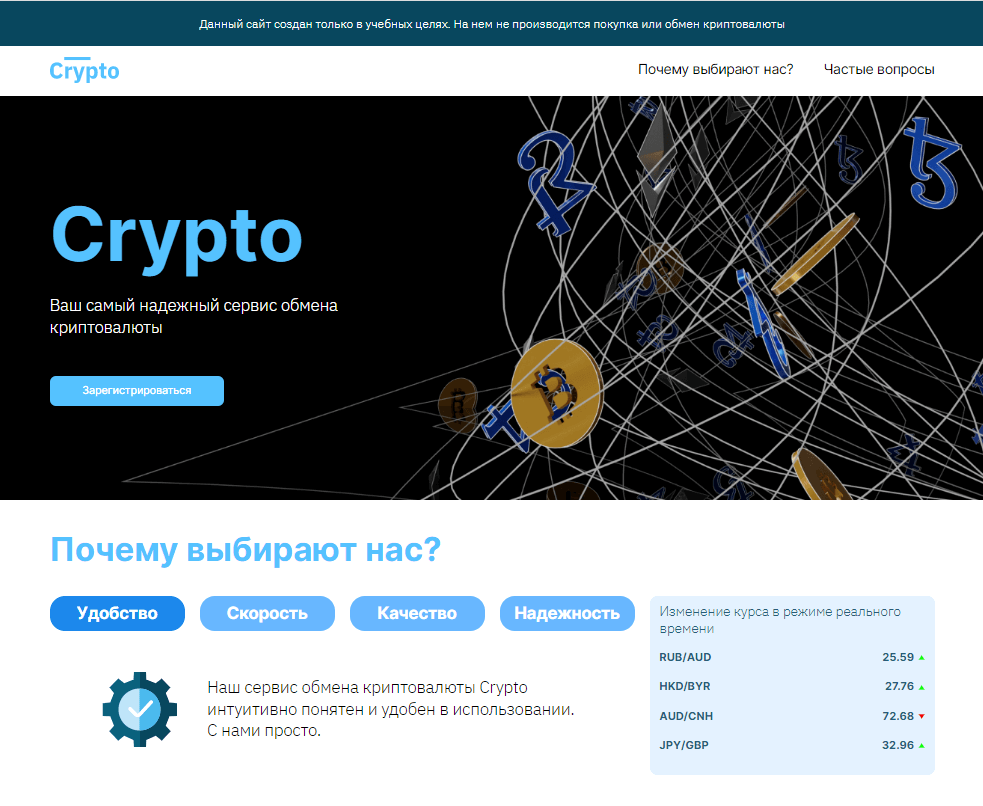 Данный сайт создан только в учебных целях. На нем не производится покупка или обмен криптовалюты
Crypto
Почему выбирают нас? Частые вопросы
Crypto
Ваш самый надежный сервис обмена
криптовалюты
Зарегистрироваться
Почему выбирают нас?
Удобство Скорость Качество Надежность
Наш сервис обмена криптовалюты Crypto
интуитивно понятен и удобен в использовании.
С нами просто.
Изменение курса в режиме реального
времени
RUB/AUD 25.59
HKD/BYR 27.76
AUD/CNH 72.68
JPY/GBP 32.96